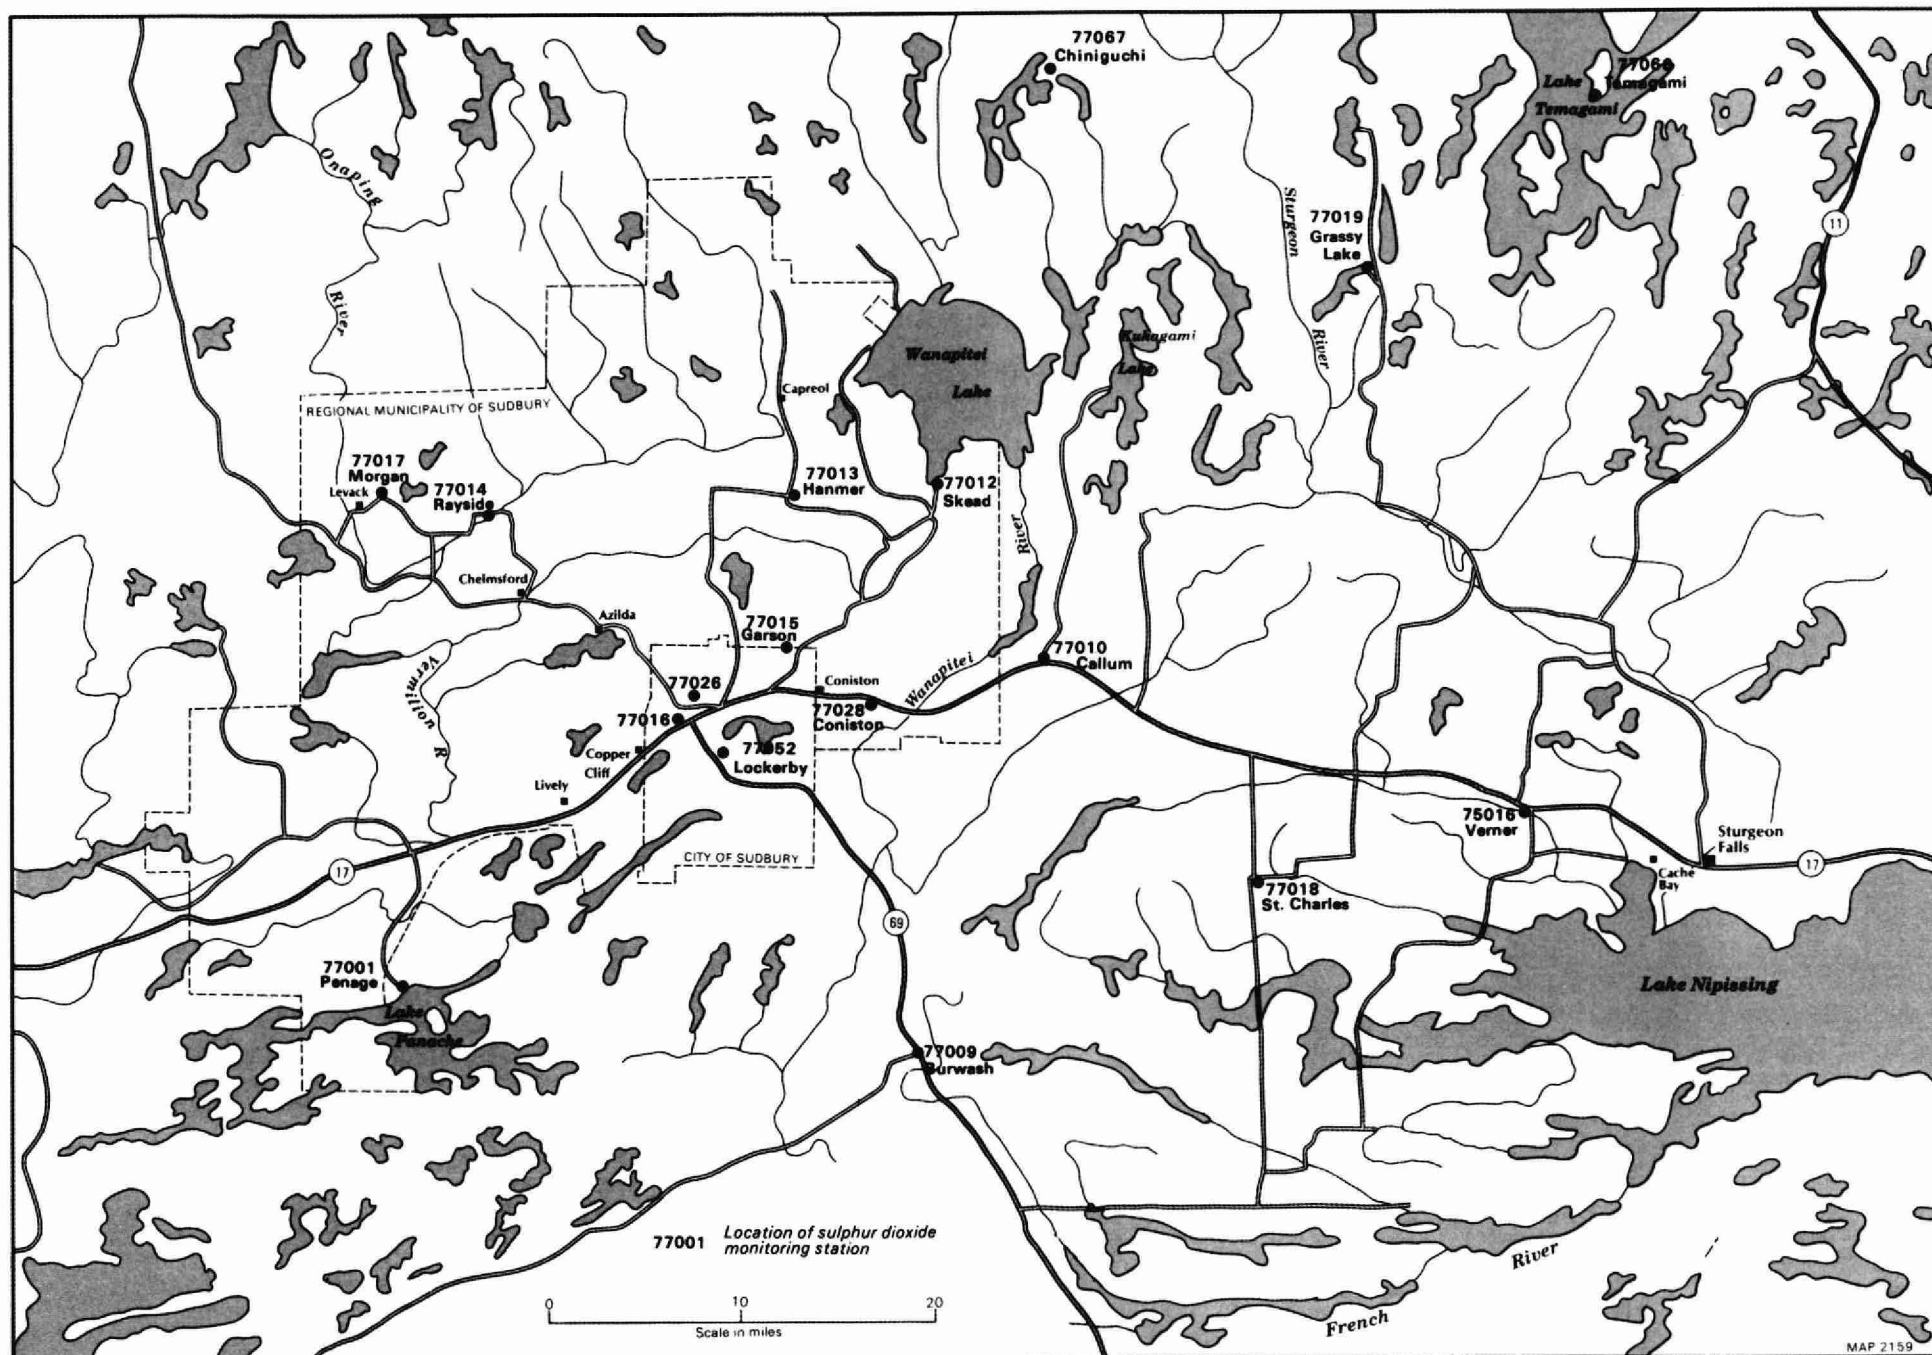 77067
Chiniguchi
Lake
Temagami
Temagami
Onaping
River
Sturgeon
River
77019
Grassy
Lake
11
Wanapitei
Lake
Kukagami
Lake
Capreol
REGIONAL MUNICIPALITY OF SUDBURY
77017
Morgan
Levack
77014
Rayside
77013
Hanmer
77012
Skead
River
Chelmsford
Azilda
77015
Garson
Vermilion R
77026
77016
Coniston
77028
Coniston
Wanapitei
77010
Callum
Copper
Cliff
77052
Lockerby
Lively
CITY OF SUDBURY
17
75016
Verner
Sturgeon
Falls
17
Cache
Bay
77018
St. Charles
69
77001
Penage
Lake
Panache
Lake Nipissing
77009
Burwash
77001 Location of sulphur dioxide
monitoring station
River
French
0 10 20
Scale in miles
MAP 2159